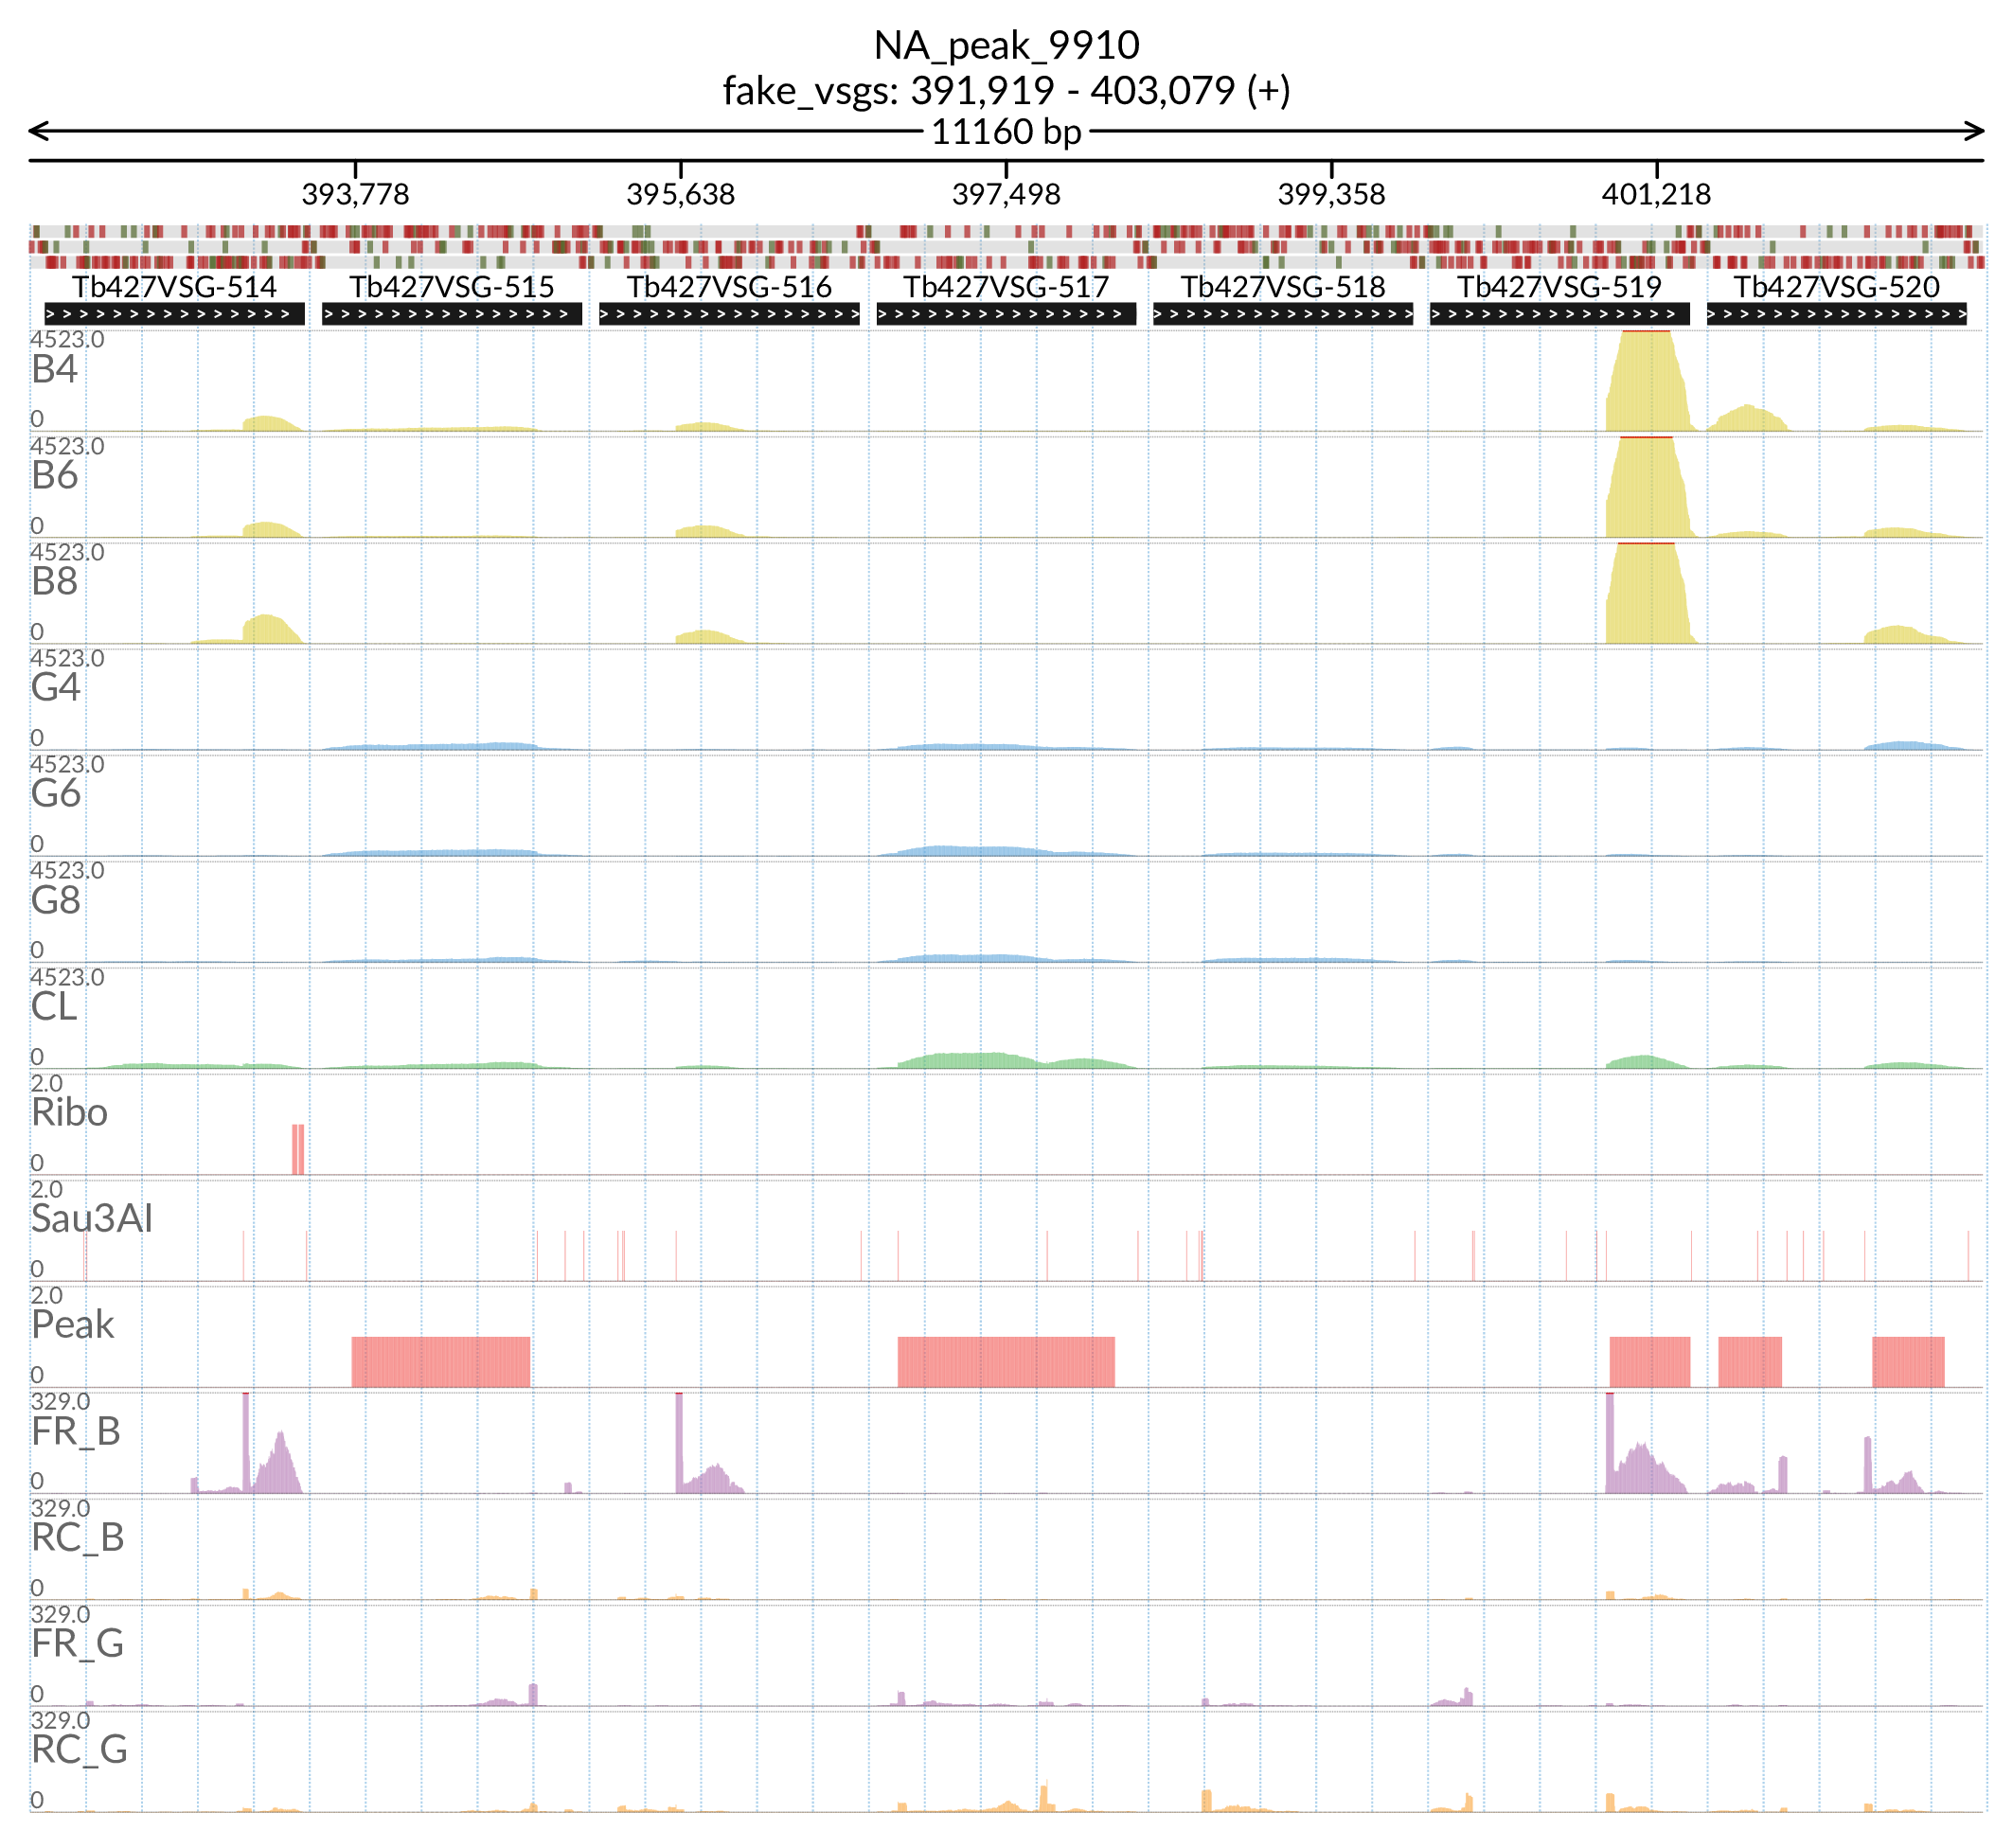 NA_peak_9910
fake_vsgs: 391,919 - 403,079 (+)
11160 bp
393,778 395,638 397,498 399,358 401,218
Tb427VSG-514 Tb427VSG-515 Tb427VSG-516 Tb427VSG-517 Tb427VSG-518 Tb427VSG-519 Tb427VSG-520
4523.0
B4
0
4523.0
B6
0
4523.0
B8
0
4523.0
G4
0
4523.0
G6
0
4523.0
G8
0
4523.0
CL
0
2.0
Ribo
0
2.0
Sau3AI
0
2.0
Peak
0
329.0
FR_B
0
329.0
RC_B
0
329.0
FR_G
0
329.0
RC_G
0